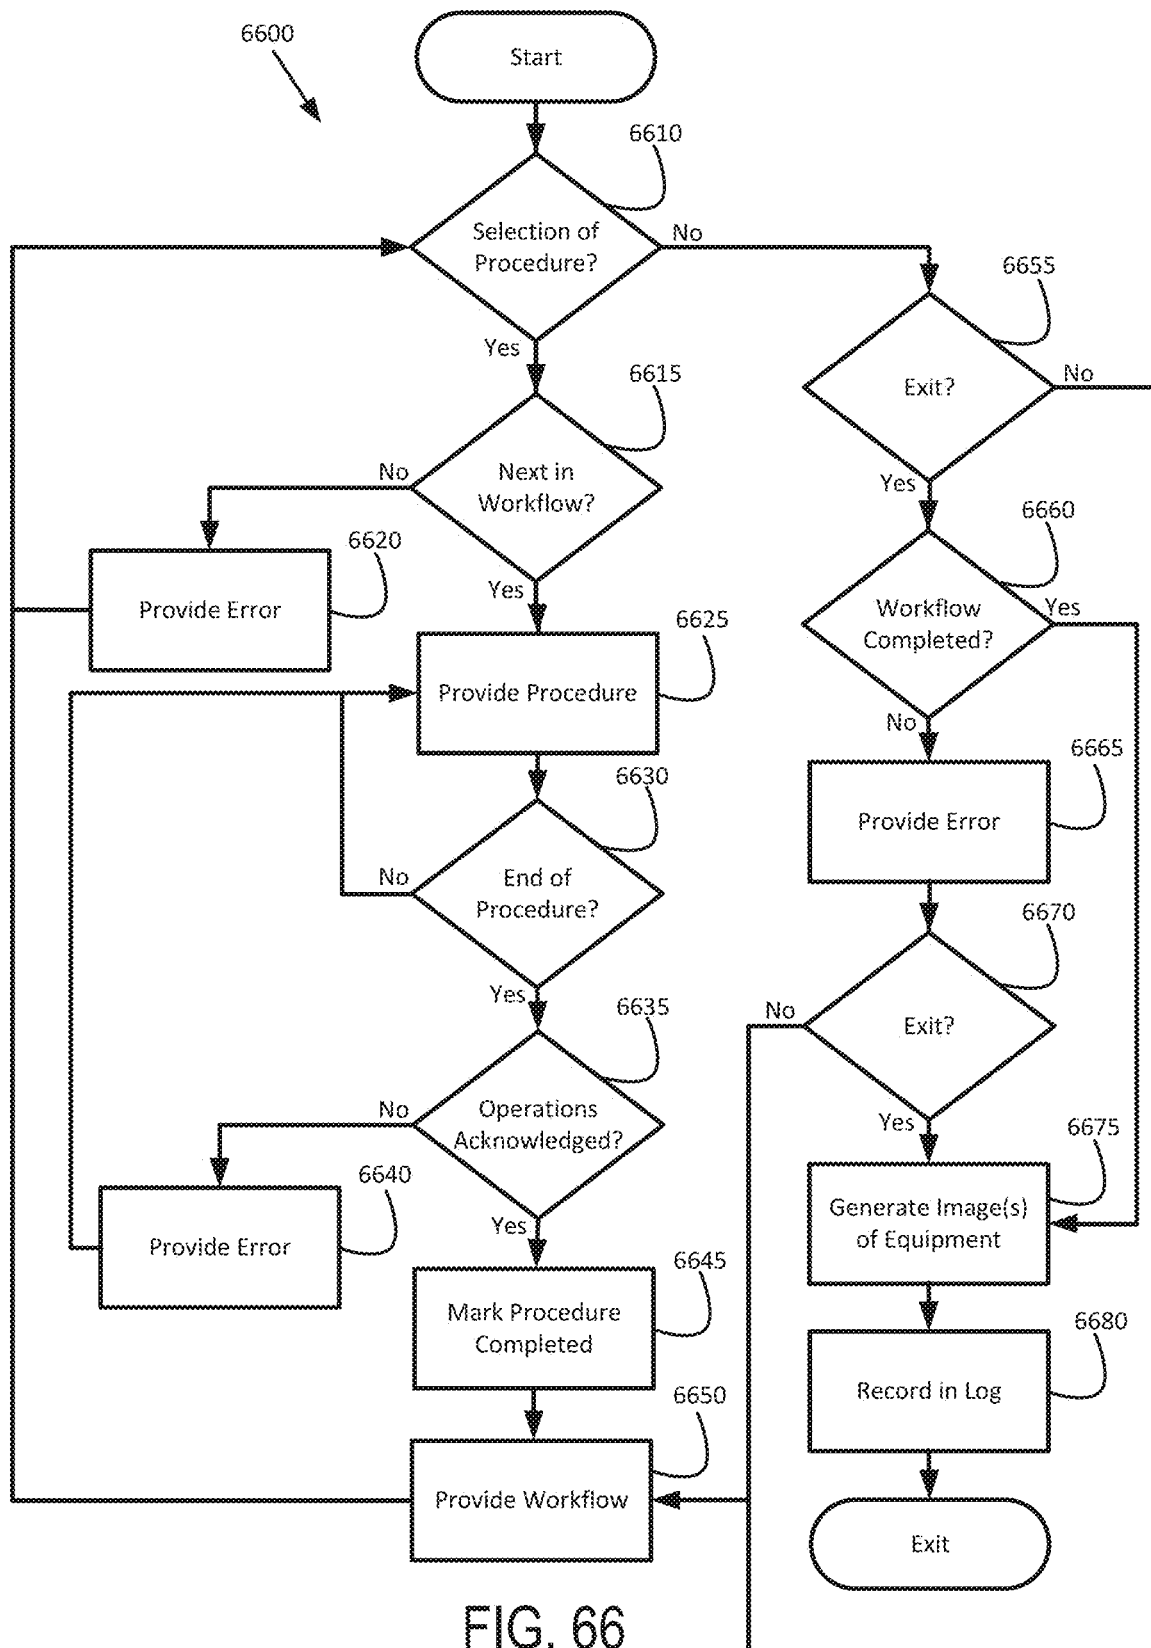 6600
Start
6610
Selection of
Procedure?
No
Yes
6655
Exit?
No
Yes
6615
Next in
Workflow?
No
Yes
6620
Provide Error
6660
Workflow
Completed?
Yes
No
6625
Provide Procedure
6665
Provide Error
6630
End of
Procedure?
No
Yes
6670
Exit?
No
Yes
6635
Operations
Acknowledged?
No
Yes
6640
Provide Error
6675
Generate Image(s)
of Equipment
6645
Mark Procedure
Completed
6680
Record in Log
6650
Provide Workflow
Exit
FIG. 66